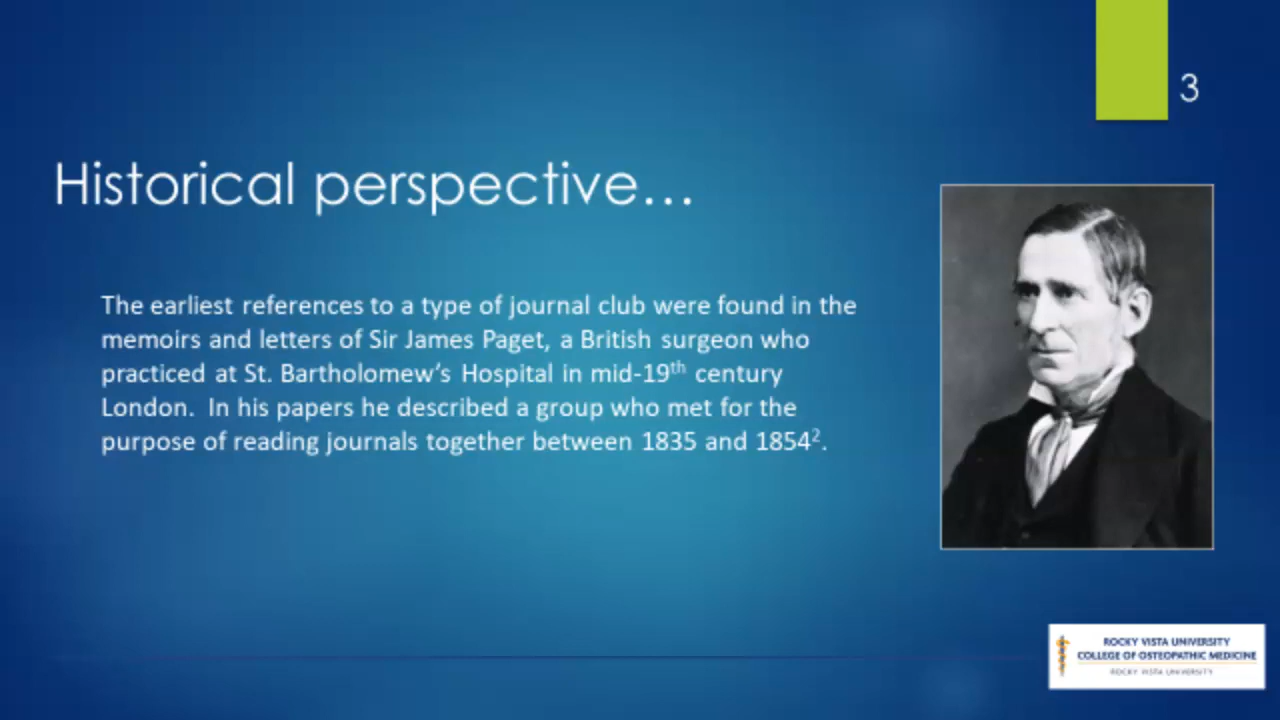 3
Historical perspective…
The earliest references to a type of journal club were found in the
memoirs and letters of Sir James Paget, a British surgeon who
practiced at St. Bartholomew’s Hospital in mid-19th century
London.  In his papers he described a group who met for the
purpose of reading journals together between 1835 and 1854².
ROCKY VISTA UNIVERSITY
COLLEGE OF OSTEOPATHIC MEDICINE
ROCKY VISTA UNIVERSITY